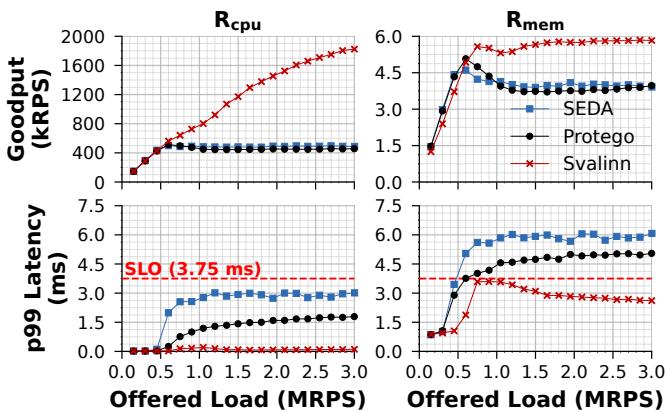 R_cpu
R_mem
Goodput
(kRPS)
2000
1600
1200
800
400
0
6.0
4.5
3.0
1.5
0.0
SEDA
Protego
Svalinn
p99 Latency
(ms)
7.5
6.0
4.5
3.0
1.5
0.0
SLO (3.75 ms)
7.5
6.0
4.5
3.0
1.5
0.0
0.0 0.5 1.0 1.5 2.0 2.5 3.0
0.0 0.5 1.0 1.5 2.0 2.5 3.0
Offered Load (MRPS)
Offered Load (MRPS)